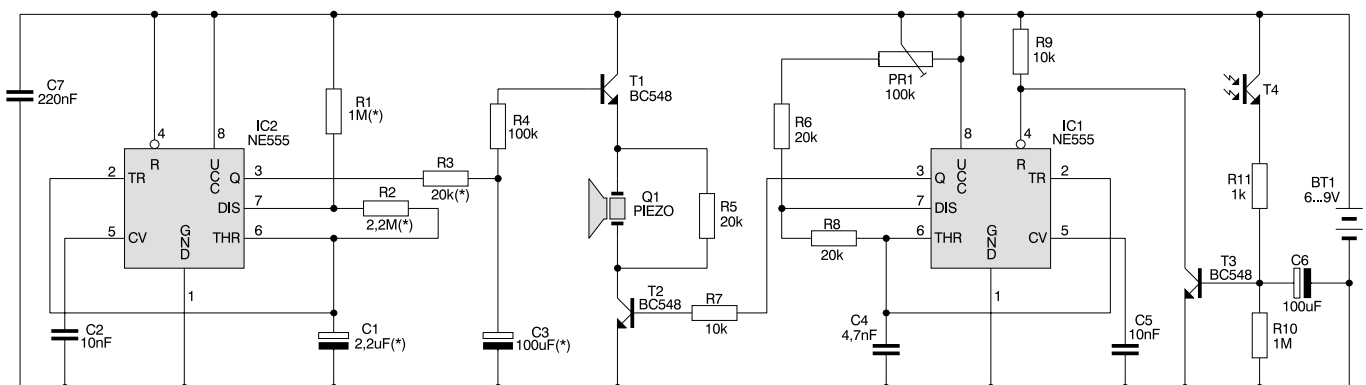 C7
220nF
4
8
IC2
NE555
R
UCC
2
TR
Q
3
DIS
7
5
CV
THR
6
GND
1
C2
10nF
R1
1M(*)
R2
2,2M(*)
C1
2,2uF(*)
R3
20k(*)
R4
100k
C3
100uF(*)
T1
BC548
Q1
PIEZO
R5
20k
T2
BC548
R7
10k
R6
20k
PR1
100k
R8
20k
R9
10k
8
4
IC1
NE555
UCC
R
3
Q
TR
2
7
DIS
6
THR
CV
5
GND
1
C4
4,7nF
C5
10nF
T4
R11
1k
T3
BC548
C6
100uF
R10
1M
BT1
6...9V